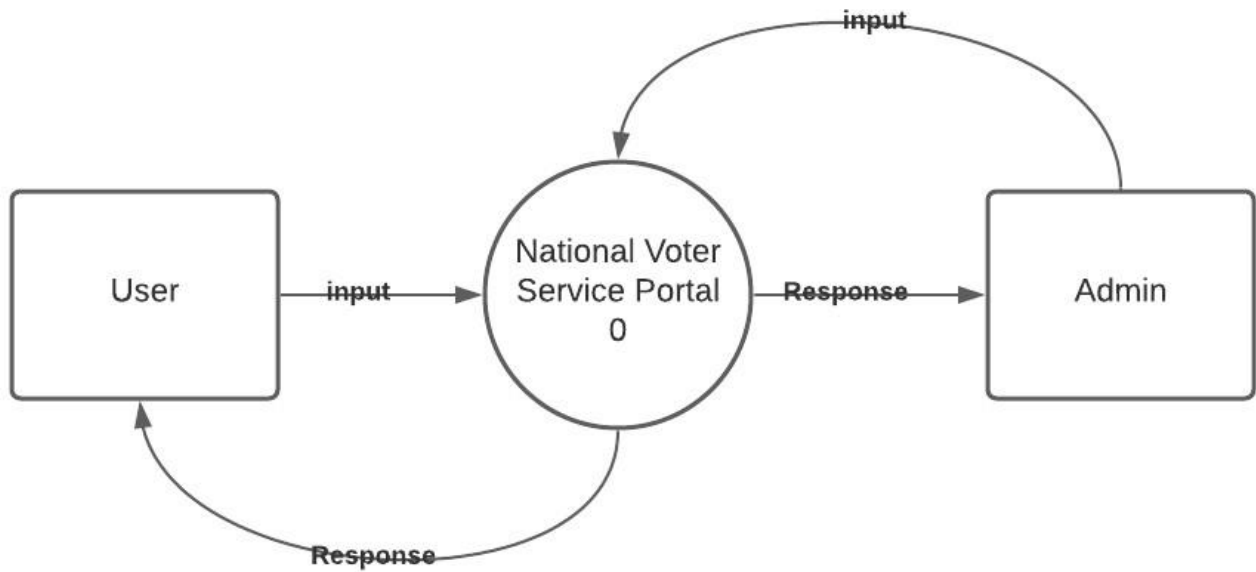 input
User
input
National Voter
Service Portal
0
Response
Admin
Response